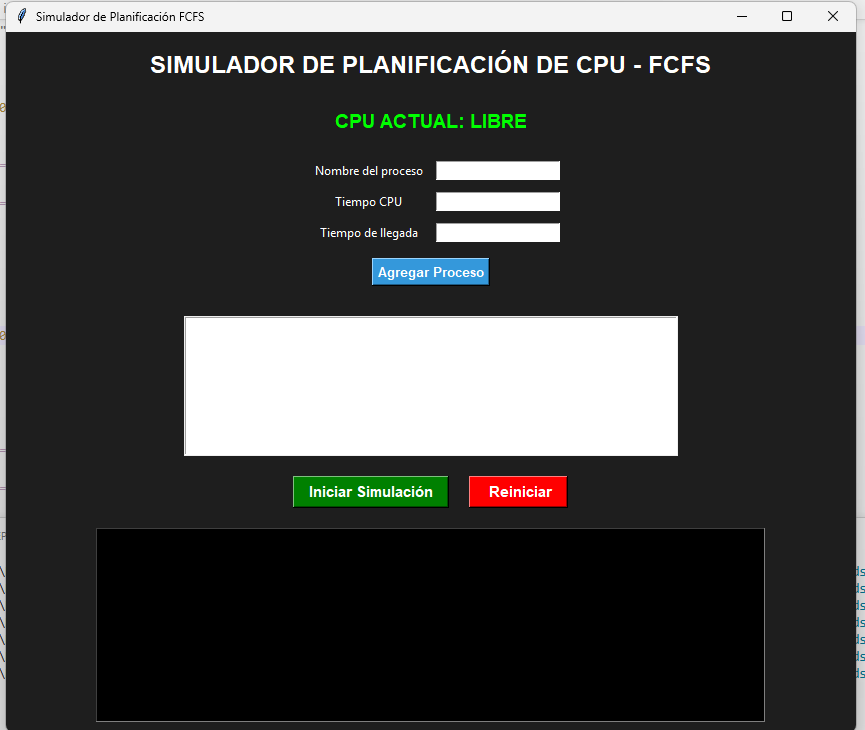 Simulador de Planificación FCFS
SIMULADOR DE PLANIFICACIÓN DE CPU - FCFS
CPU ACTUAL: LIBRE
Nombre del proceso
Tiempo CPU
Tiempo de llegada
Agregar Proceso
Iniciar Simulación
Reiniciar